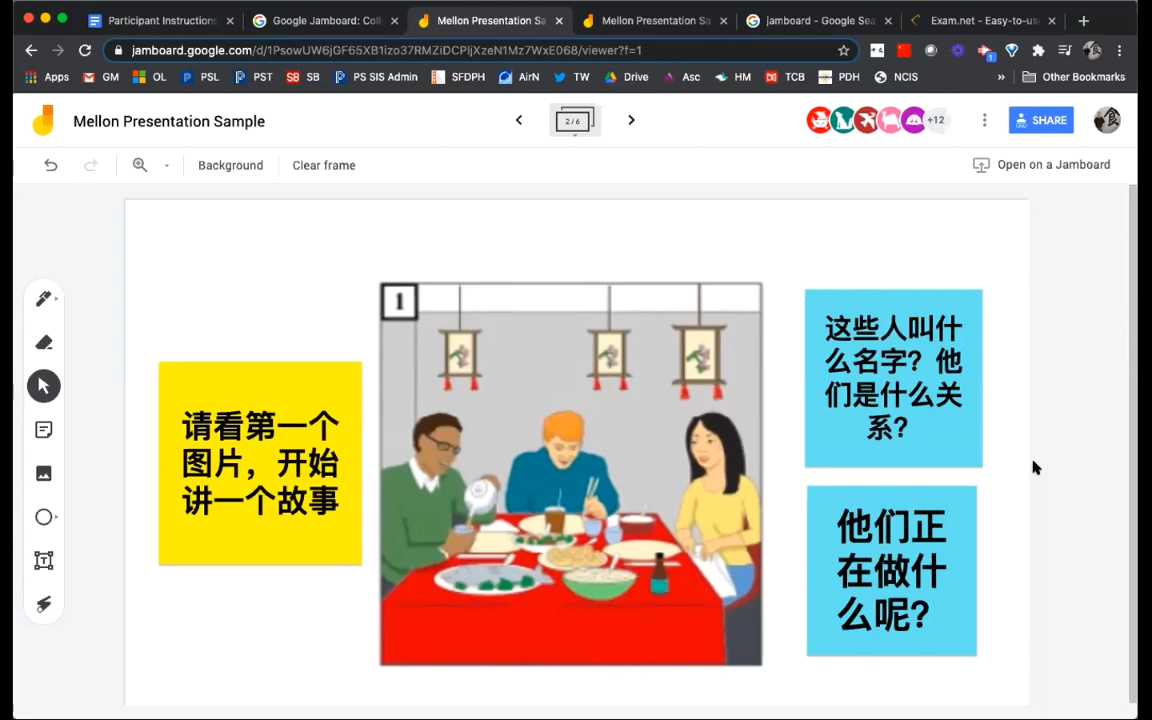 Participant Instructions
Google Jamboard: Col
Mellon Presentation Sa
Mellon Presentation Sa
jamboard - Google Sea
Exam.net - Easy-to-us
jamboard.google.com/d/1PsowUW6jGF65XB1izo37RMZiDCPljXzeN1Mz7WxE068/viewer?f=1
Apps GM OL PSL PST SB PS SIS Admin SFDPH AirN TW Drive Asc HM TCB PDH NCIS » Other Bookmarks
Mellon Presentation Sample
2/6
+12
SHARE
Background
Clear frame
Open on a Jamboard
请看第一个
图片，开始
讲一个故事
1
这些人叫什
么名字？他
们是什么关
系？
他们正
在做什
么呢？